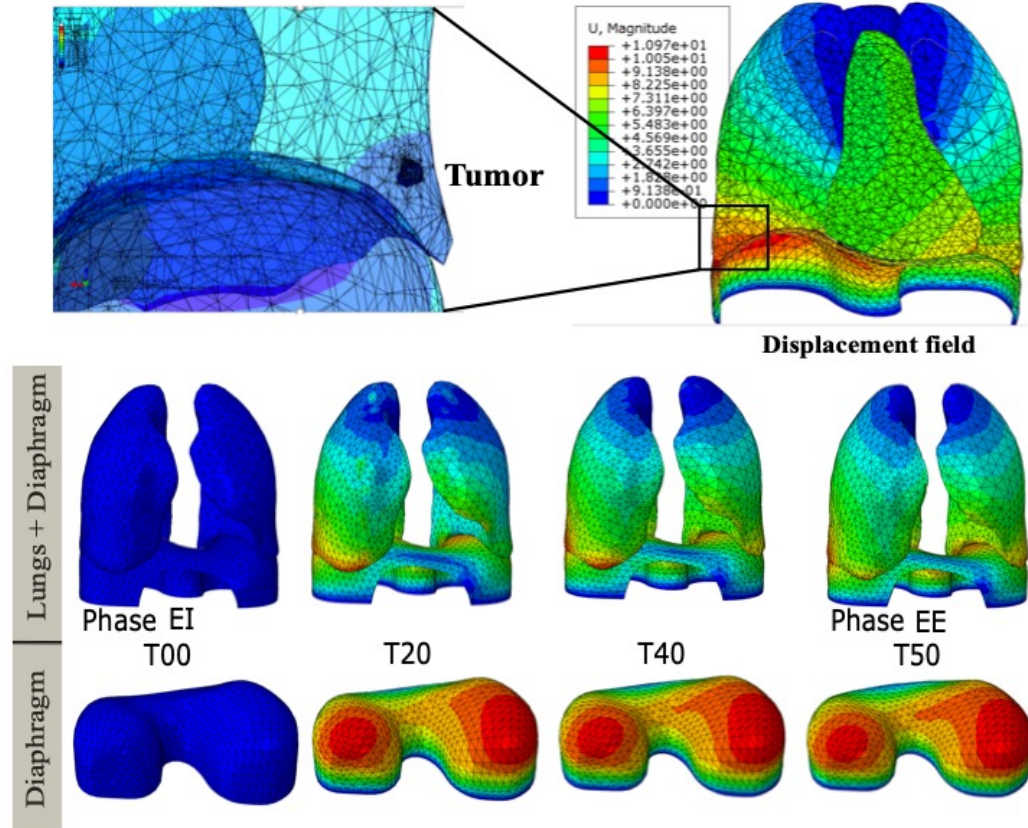 U, Magnitude
+1.097e+01
+1.005e+01
+9.138e+00
+8.225e+00
+7.311e+00
+6.397e+00
+5.483e+00
+4.569e+00
+3.655e+00
+2.742e+00
+1.828e+00
+9.138e-01
+0.000e+00
Tumor
Displacement field
Lungs + Diaphragm
Phase EI
Phase EE
T00
T20
T40
T50
Diaphragm